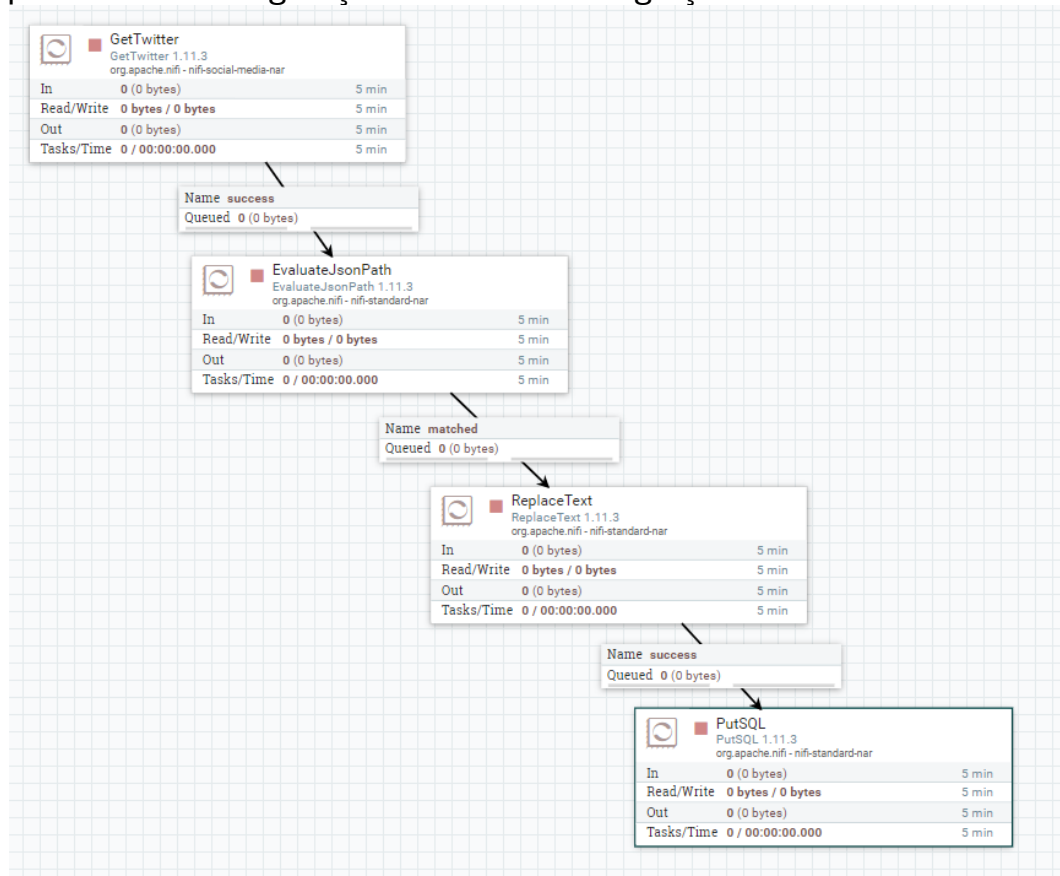 GetTwitter
GetTwitter 1.11.3
org.apache.nifi - nifi-social-media-nar
In 0 (0 bytes) 5 min
Read/Write 0 bytes / 0 bytes 5 min
Out 0 (0 bytes) 5 min
Tasks/Time 0 / 00:00:00.000 5 min
Name success
Queued 0 (0 bytes)
EvaluateJsonPath
EvaluateJsonPath 1.11.3
org.apache.nifi - nifi-standard-nar
In 0 (0 bytes) 5 min
Read/Write 0 bytes / 0 bytes 5 min
Out 0 (0 bytes) 5 min
Tasks/Time 0 / 00:00:00.000 5 min
Name matched
Queued 0 (0 bytes)
ReplaceText
ReplaceText 1.11.3
org.apache.nifi - nifi-standard-nar
In 0 (0 bytes) 5 min
Read/Write 0 bytes / 0 bytes 5 min
Out 0 (0 bytes) 5 min
Tasks/Time 0 / 00:00:00.000 5 min
Name success
Queued 0 (0 bytes)
PutSQL
PutSQL 1.11.3
org.apache.nifi - nifi-standard-nar
In 0 (0 bytes) 5 min
Read/Write 0 bytes / 0 bytes 5 min
Out 0 (0 bytes) 5 min
Tasks/Time 0 / 00:00:00.000 5 min